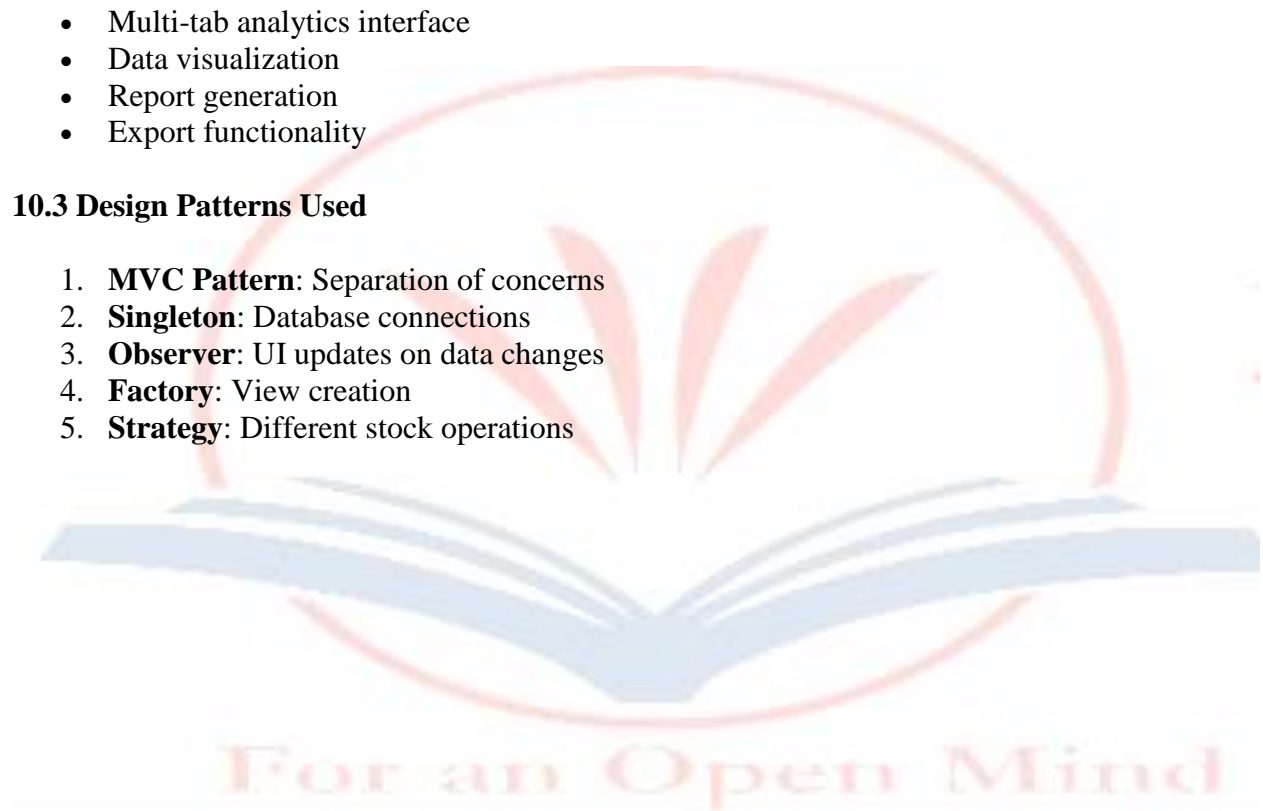 • Multi-tab analytics interface
• Data visualization
• Report generation
• Export functionality
10.3 Design Patterns Used
1. MVC Pattern: Separation of concerns
2. Singleton: Database connections
3. Observer: UI updates on data changes
4. Factory: View creation
5. Strategy: Different stock operations
For an Open Mind